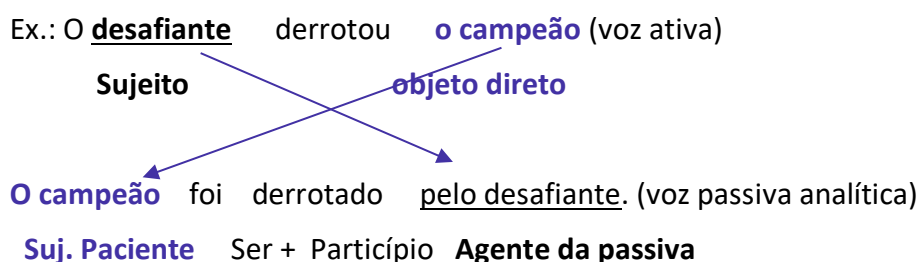 Ex.: O desafiante derrotou o campeão (voz ativa)
Sujeito objeto direto
O campeão foi derrotado pelo desafiante. (voz passiva analítica)
Suj. Paciente Ser + Particípio Agente da passiva